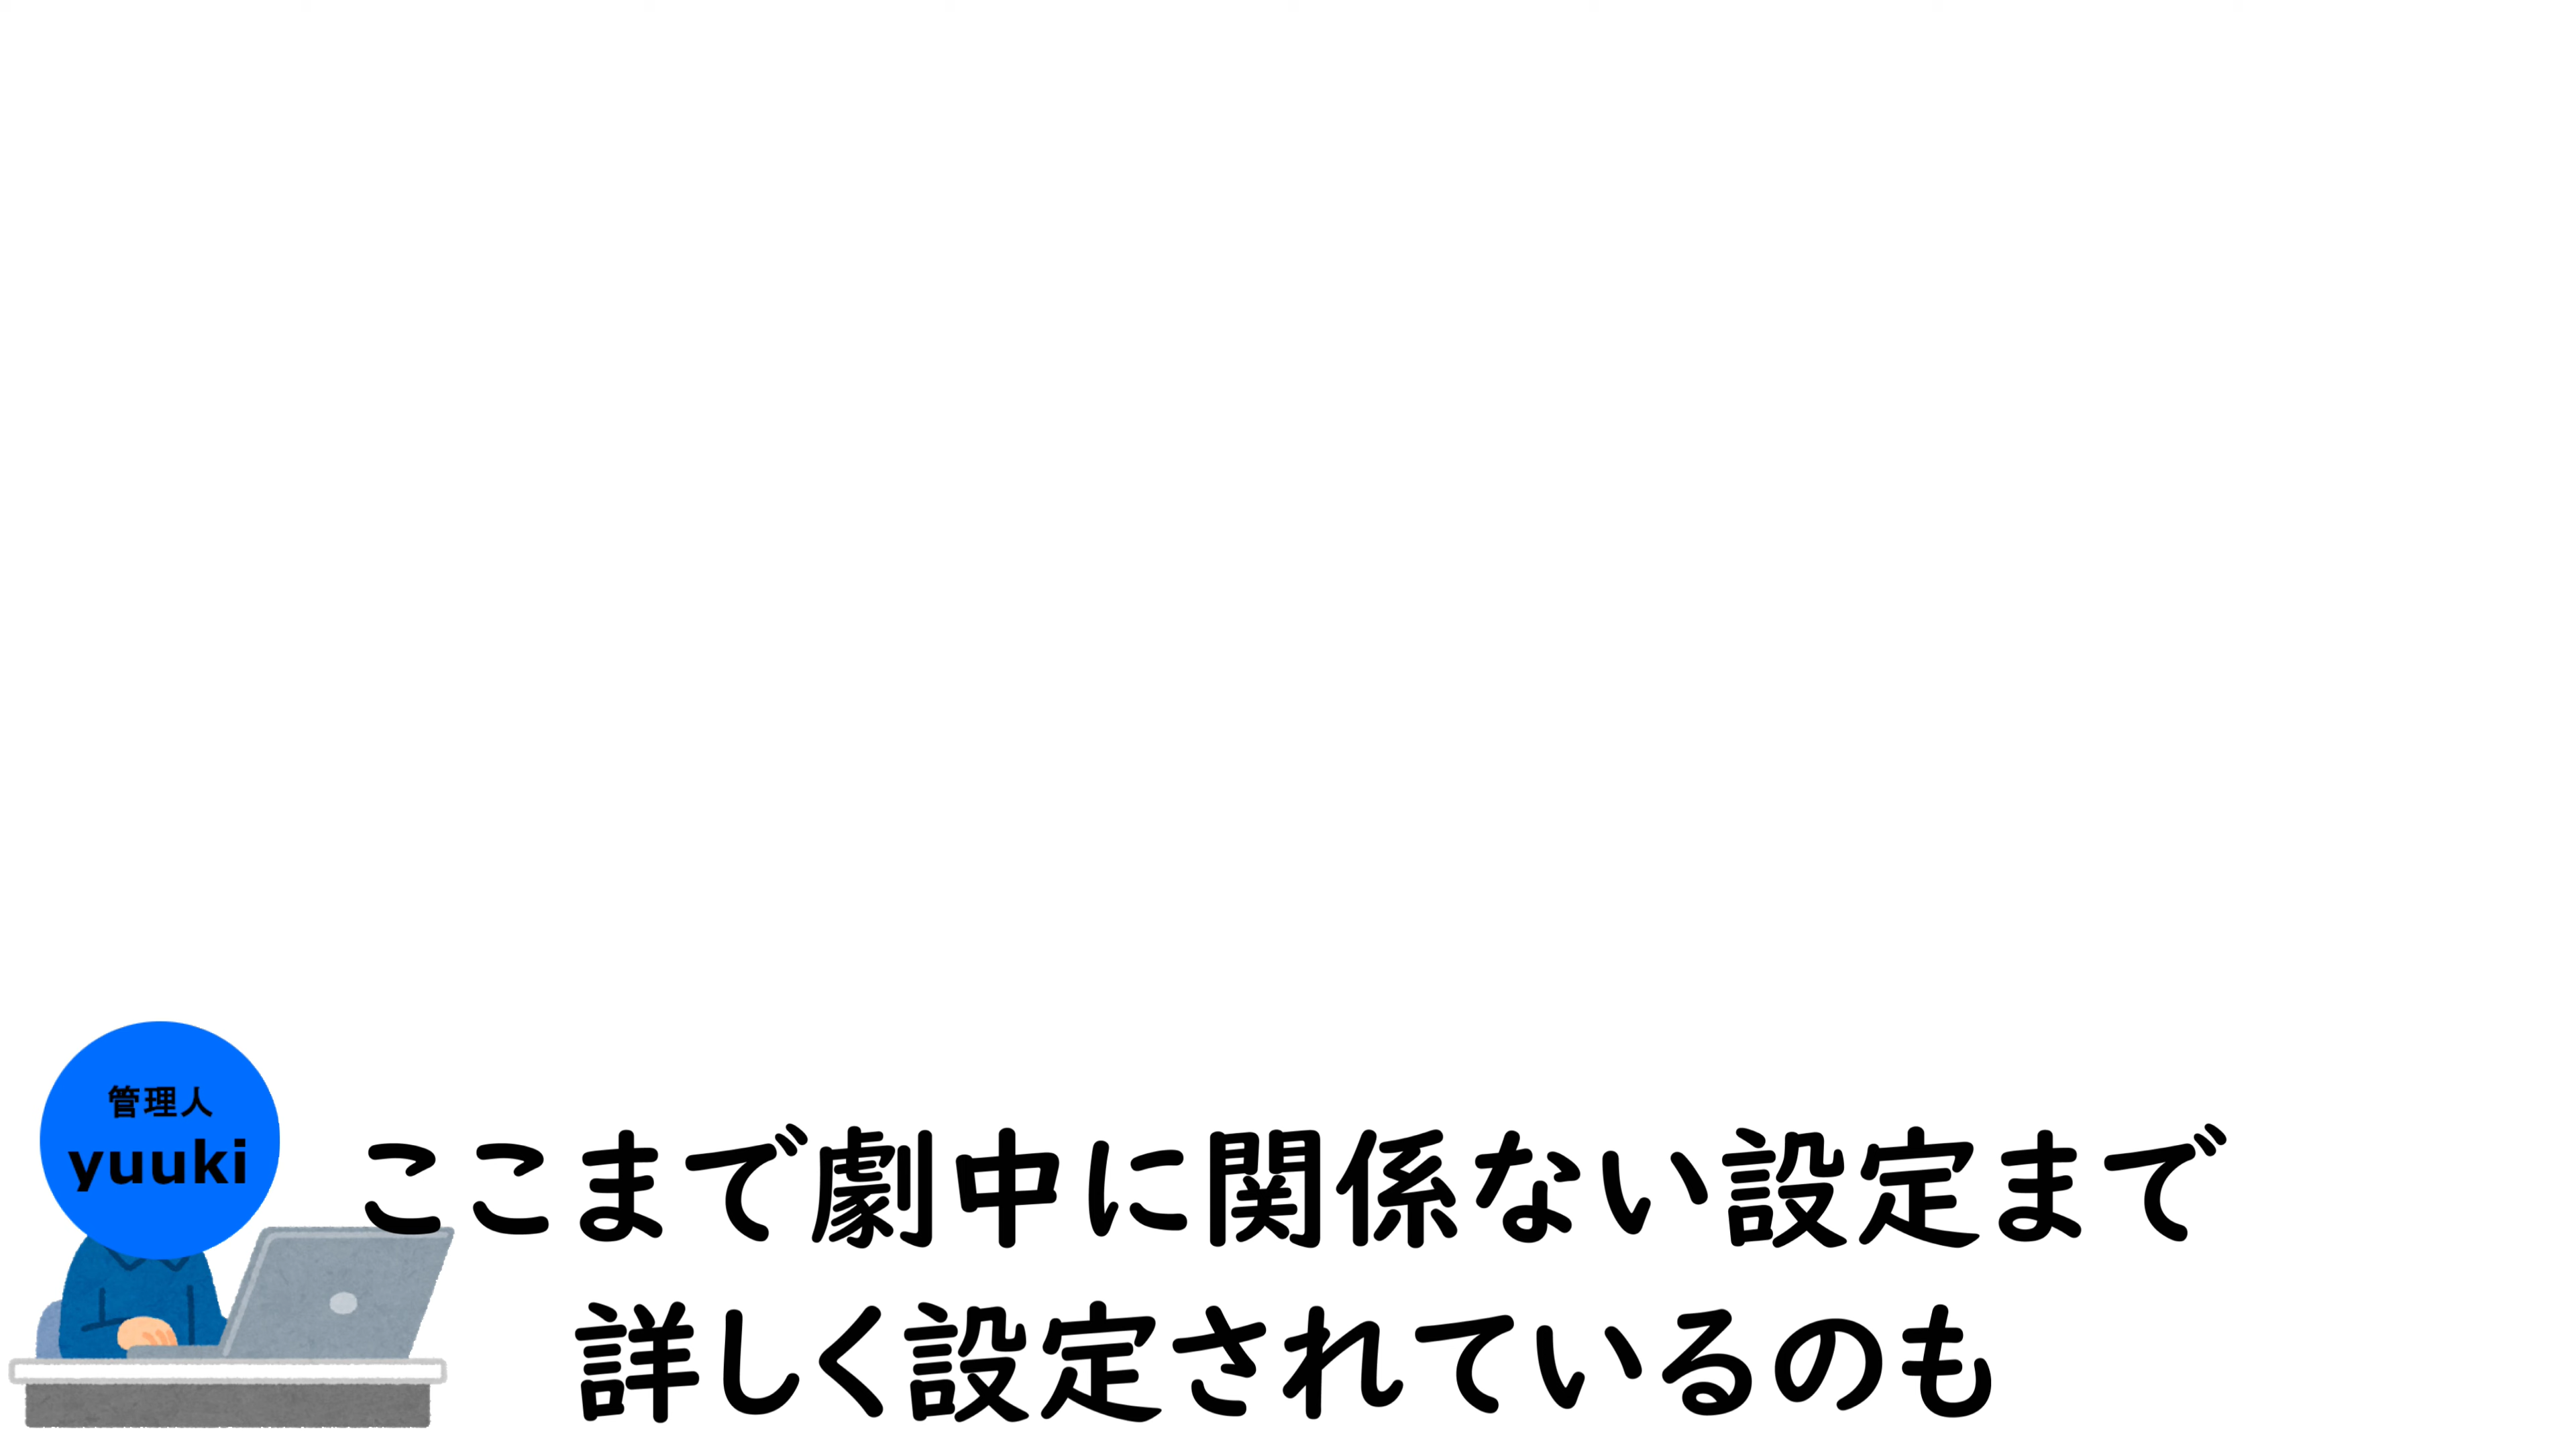 管理人
yuuki
ここまで劇中に関係ない設定まで
詳しく設定されているのも